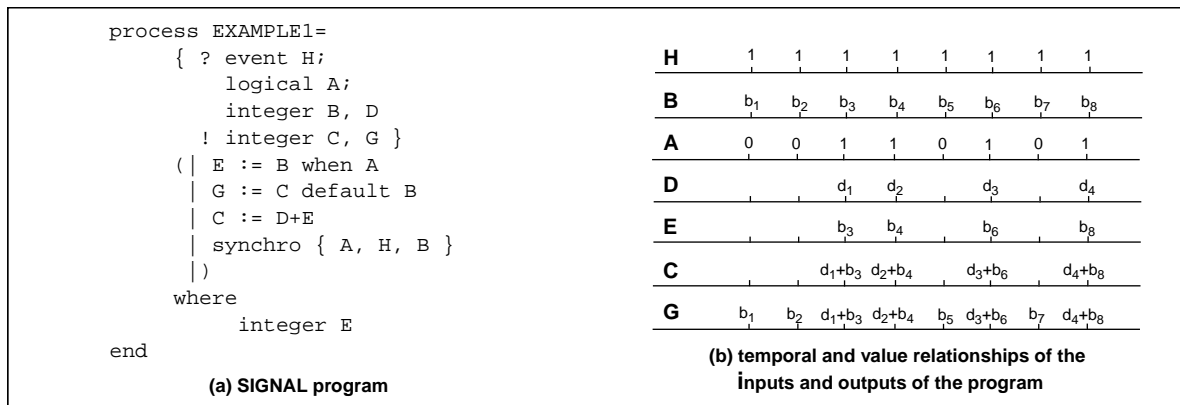 process EXAMPLE1=
{ ? event H;
logical A;
integer B, D
! integer C, G }
(| E := B when A
| G := C default B
| C := D+E
| synchro { A, H, B }
|)
where
integer E
end
(a) SIGNAL program
H 1 1 1 1 1 1 1 1
B b1 b2 b3 b4 b5 b6 b7 b8
A 0 0 1 1 0 1 0 1
D d1 d2 d3 d4
E b3 b4 b6 b8
C d1+b3 d2+b4 d3+b6 d4+b8
G b1 b2 d1+b3 d2+b4 b5 d3+b6 b7 d4+b8
(b) temporal and value relationships of the
inputs and outputs of the program